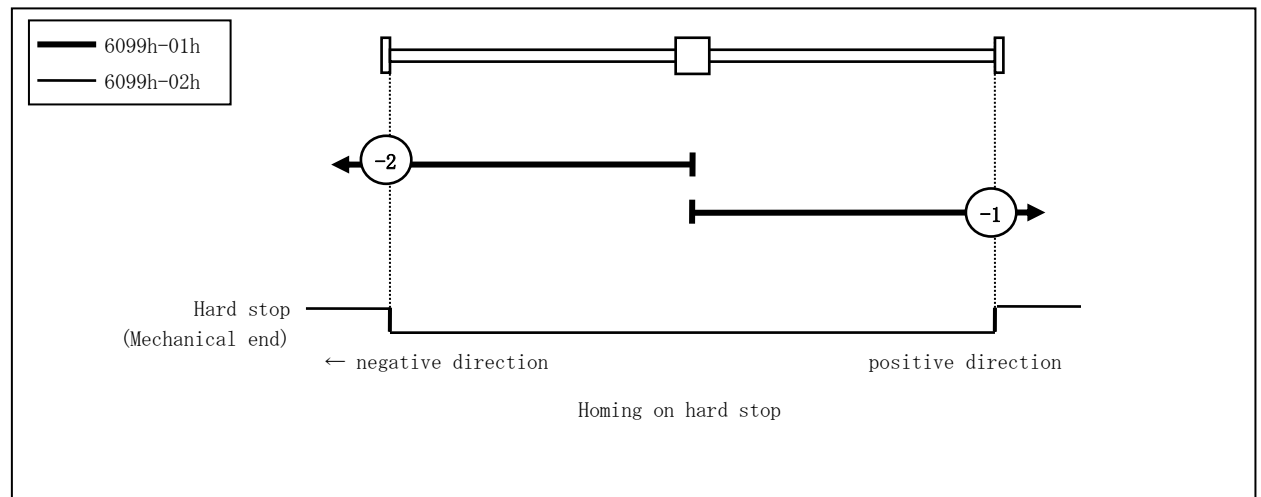 6099h-01h
6099h-02h
-2
-1
Hard stop
(Mechanical end)
← negative direction
positive direction
Homing on hard stop